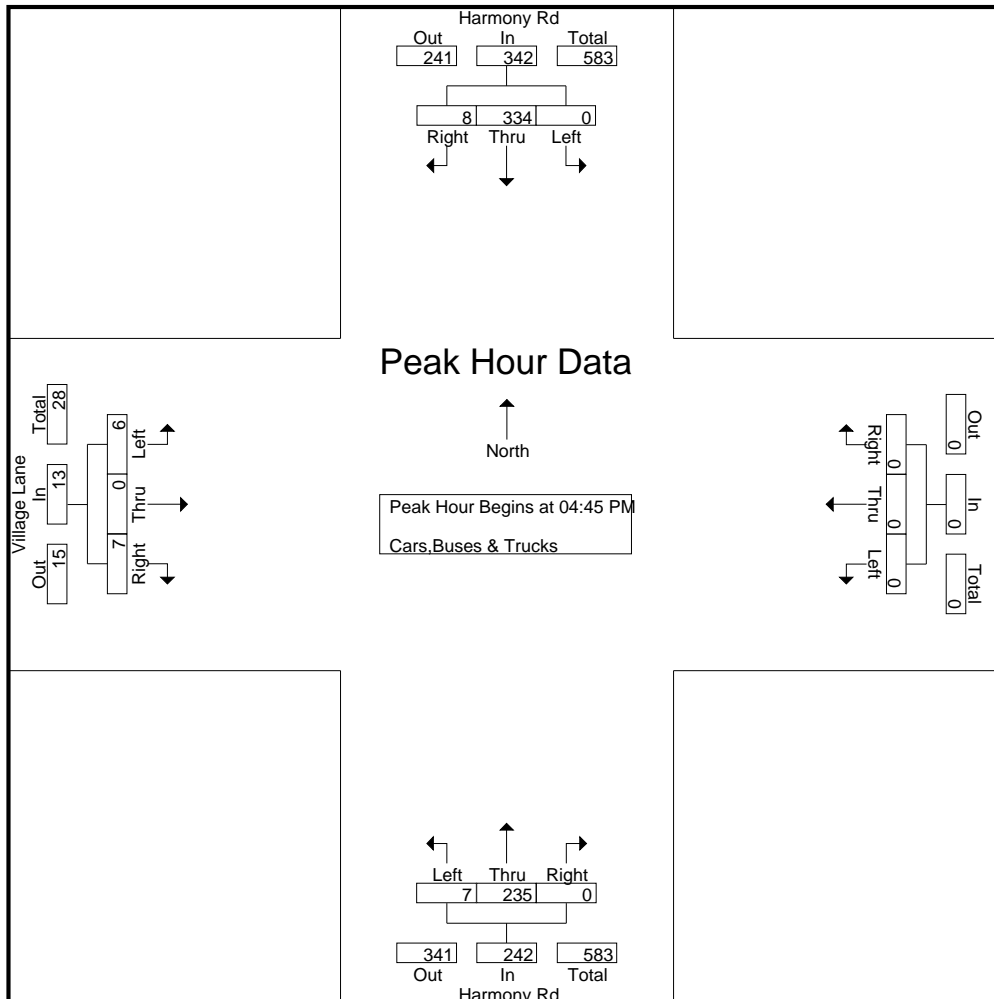 Harmony Rd
Out In Total
241 342 583
8 334 0
Right Thru Left
Peak Hour Data
North
Peak Hour Begins at 04:45 PM
Cars,Buses & Trucks
Village Lane
Out In Total
15 13 28
6 0 7
Left Thru Right
Right Thru Left
0 0 0
Out In Total
0 0 0
Left Thru Right
7 235 0
341 242 583
Out In Total
Harmony Rd